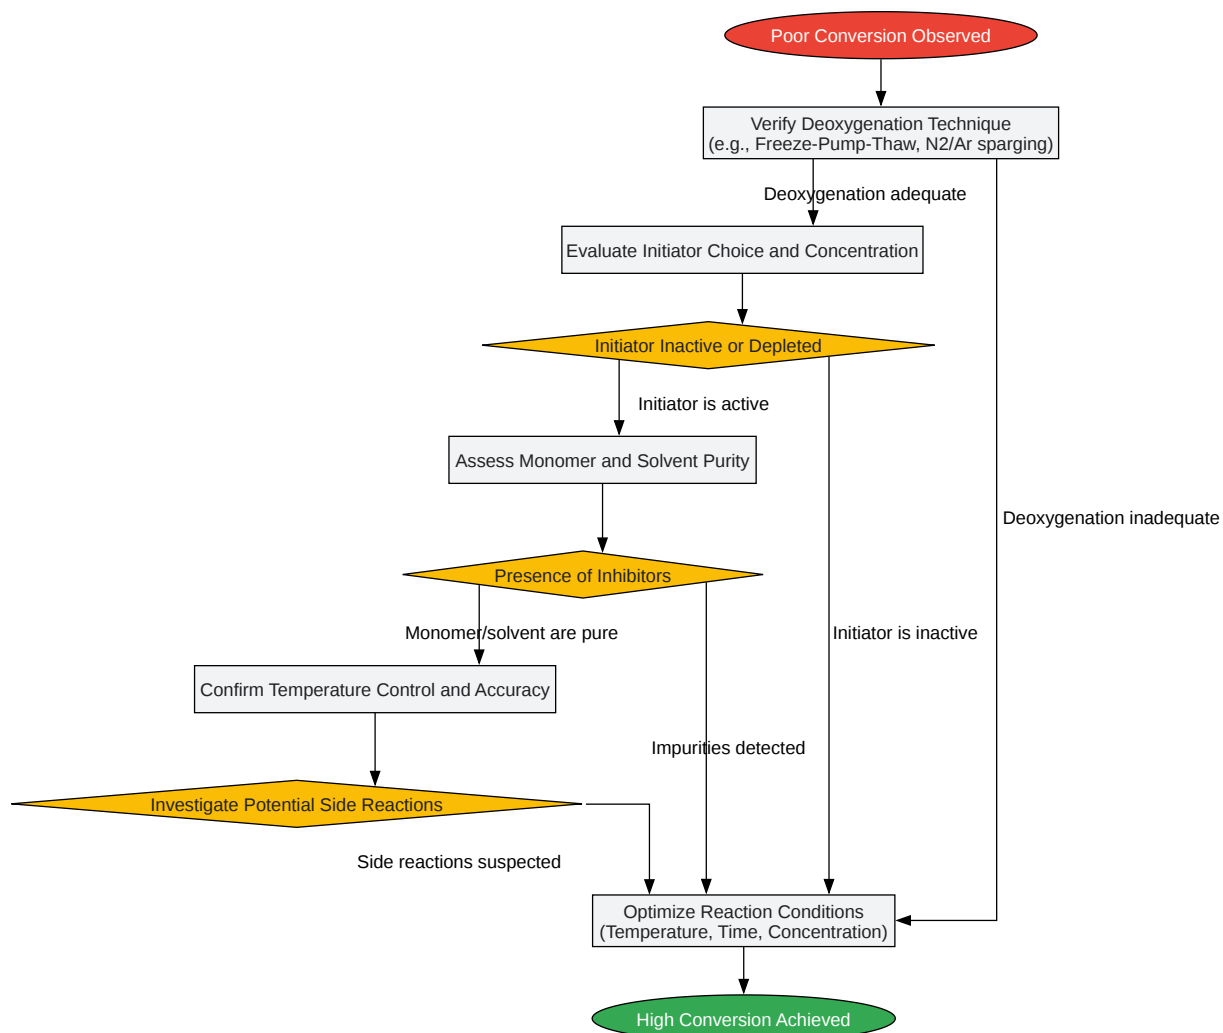 Poor Conversion Observed
Verify Deoxygenation Technique
(e.g., Freeze-Pump-Thaw, N2/Ar sparging)
Deoxygenation adequate
Evaluate Initiator Choice and Concentration
Initiator Inactive or Depleted
Initiator is active
Assess Monomer and Solvent Purity
Deoxygenation inadequate
Presence of Inhibitors
Monomer/solvent are pure
Initiator is inactive
Confirm Temperature Control and Accuracy
Impurities detected
Investigate Potential Side Reactions
Side reactions suspected
Optimize Reaction Conditions
(Temperature, Time, Concentration)
High Conversion Achieved